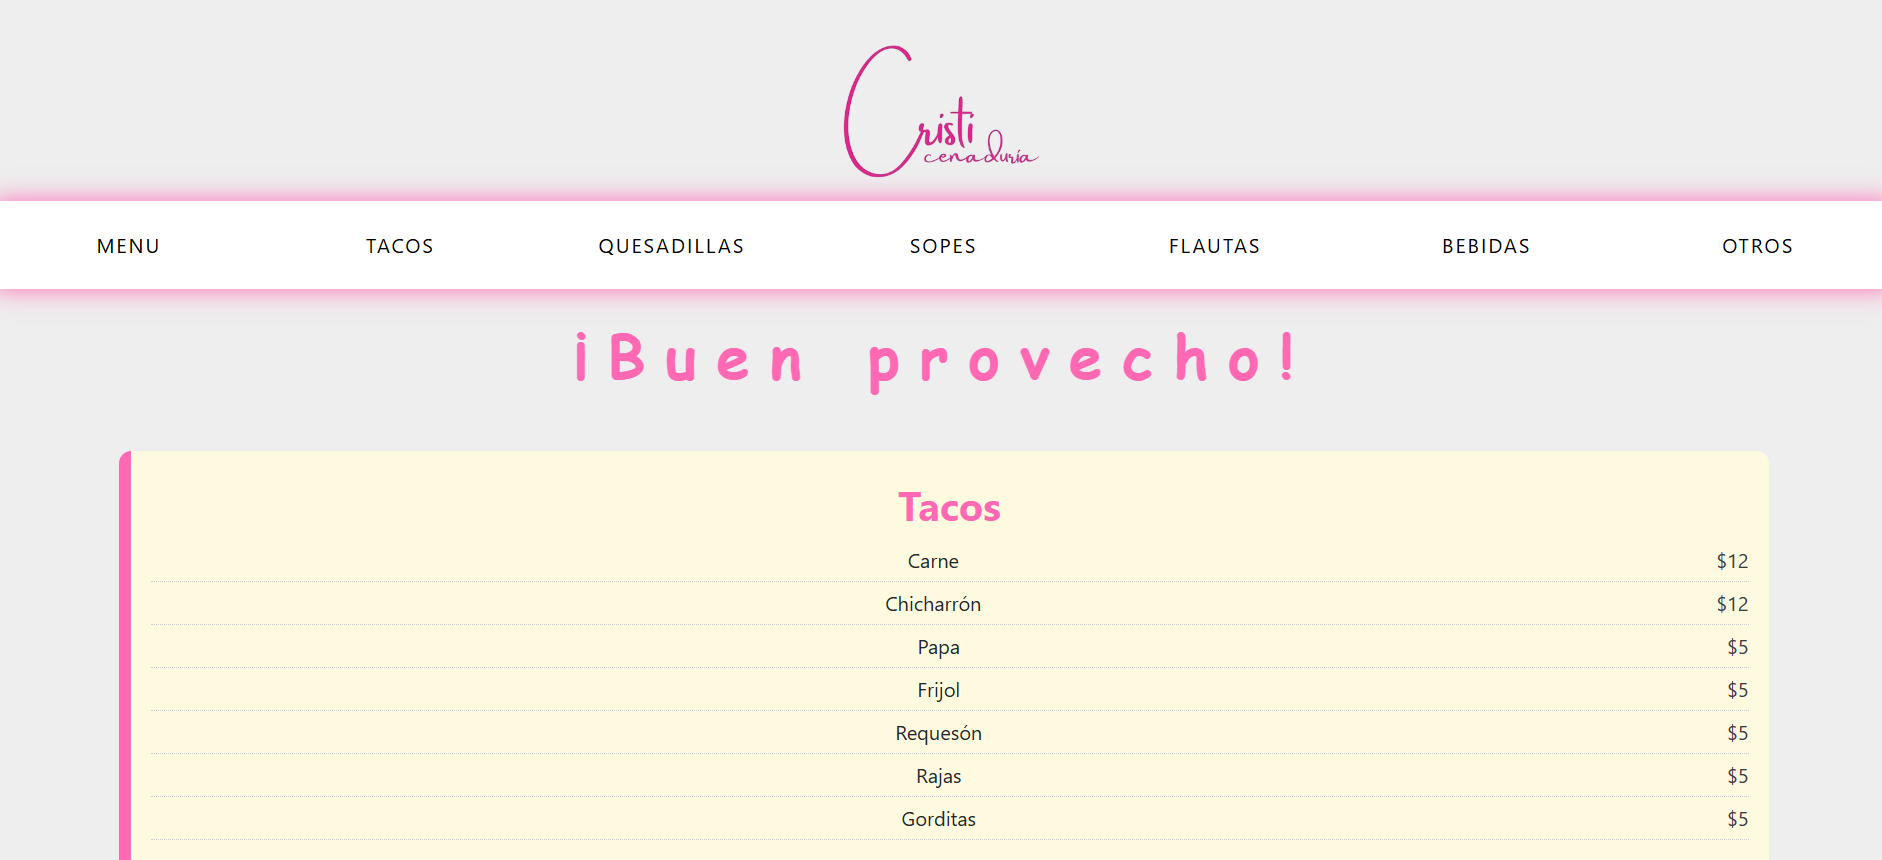 Cristi
cenaduría
MENU TACOS QUESADILLAS SOPES FLAUTAS BEBIDAS OTROS
¡Buen provecho!
Tacos
Carne $12
Chicharrón $12
Papa $5
Frijol $5
Requesón $5
Rajas $5
Gorditas $5